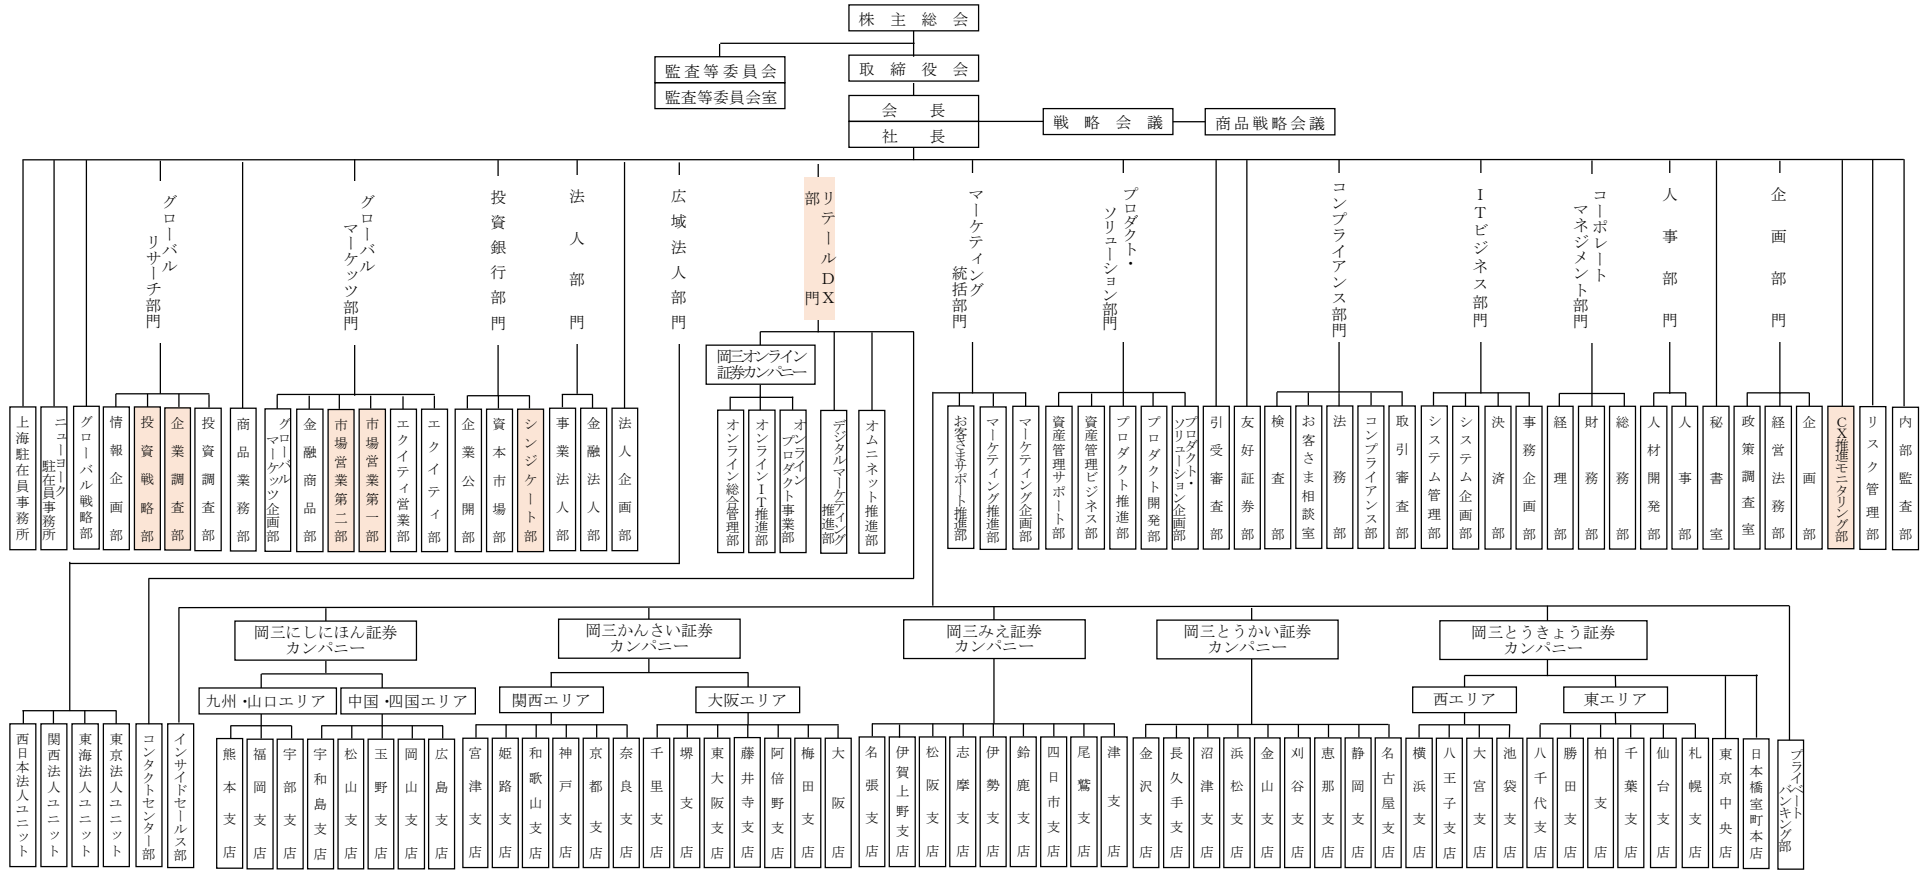 株主総会
監査等委員会
監査等委員会室
取締役会
会長
社長
戦略会議
商品戦略会議
グローバル
リサーチ部門
グローバル
マーケッツ部門
投資銀行部門
法人部門
広域法人部門
リテールDX
部門
マーケティング
統括部門
プロダクト・
ソリューション部門
コンプライアンス部門
ITビジネス部門
コーポレート
マネジメント部門
人事部門
企画部門
岡三オンライン
証券カンパニー
上海駐在員事務所
ニューヨーク
駐在員事務所
グローバル戦略部
情報企画部
投資戦略部
企業調査部
投資調査部
商品業務部
グローバル
マーケッツ企画部
金融商品部
市場営業第二部
市場営業第一部
エクイティ営業部
エクイティ部
企業公開部
資本市場部
シンジケート部
事業法人部
金融法人部
法人企画部
オンライン総合管理部
オンラインIT推進部
オンライン
プロダクト事業部
デジタルマーケティング
推進部
オムニネット推進部
お客さまサポート推進部
マーケティング推進部
マーケティング企画部
資産管理サポート部
資産管理ビジネス部
プロダクト推進部
プロダクト開発部
プロダクト・
ソリューション企画部
引受審査部
友好証券部
検査部
お客さま相談室
法務部
コンプライアンス部
取引審査部
システム管理部
システム企画部
決済部
事務企画部
経理部
財務部
総務部
人材開発部
人事部
秘書室
政策調査室
経営法務部
企画部
CX推進モニタリング部
リスク管理部
内部監査部
岡三にしにほん証券
カンパニー
岡三かんさい証券
カンパニー
岡三みえ証券
カンパニー
岡三とうかい証券
カンパニー
岡三とうきょう証券
カンパニー
九州・山口エリア
中国・四国エリア
関西エリア
大阪エリア
西エリア
東エリア
西日本法人ユニット
関西法人ユニット
東海法人ユニット
東京法人ユニット
コンタクトセンター部
インサイドセールス部
熊本支店
福岡支店
宇部支店
宇和島支店
松山支店
玉野支店
岡山支店
広島支店
宮津支店
姫路支店
和歌山支店
神戸支店
京都支店
奈良支店
千里支店
堺支店
東大阪支店
藤井寺支店
阿倍野支店
梅田支店
大阪店
名張支店
伊賀上野支店
松阪支店
志摩支店
伊勢支店
鈴鹿支店
四日市支店
尾鷲支店
津支店
金沢支店
長久手支店
沼津支店
浜松支店
金山支店
刈谷支店
恵那支店
静岡支店
名古屋支店
横浜支店
八王子支店
大宮支店
池袋支店
八千代支店
勝田支店
柏支店
千葉支店
仙台支店
札幌支店
東京中央店
日本橋室町本店
プライベート
バンキング部